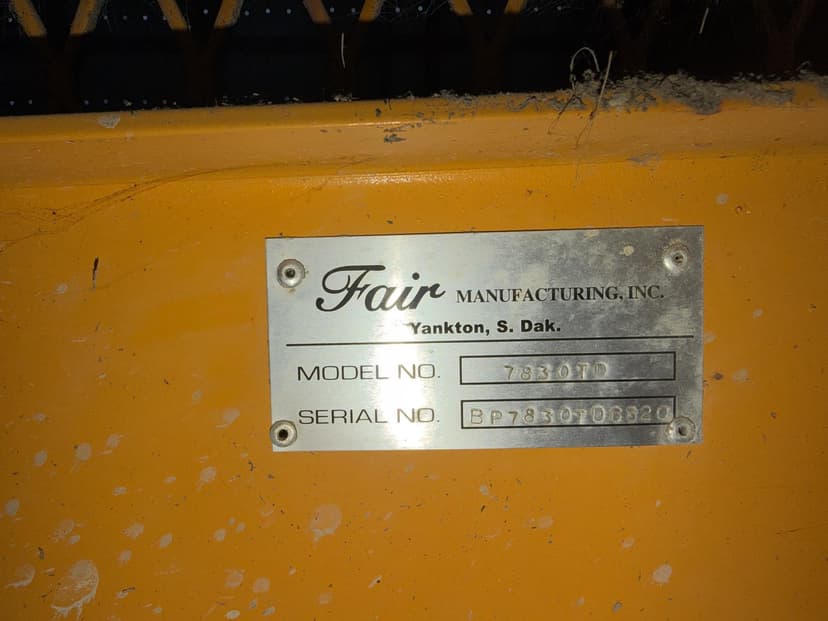 Fair MANUFACTURING, INC.
Yankton, S. Dak.
MODEL NO. 7830TD
SERIAL NO.